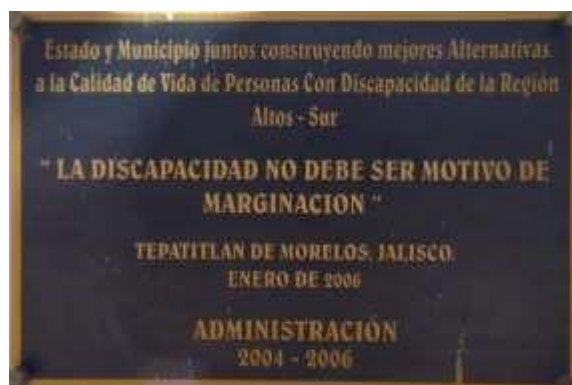 Estado y Municipio juntos construyendo mejores Alternativas
a la Calidad de Vida de Personas Con Discapacidad de la Región
Altos - Sur
" LA DISCAPACIDAD NO DEBE SER MOTIVO DE
MARGINACION "
TEPATITLAN DE MORELOS, JALISCO.
ENERO DE 2006
ADMINISTRACIÓN
2004 - 2006